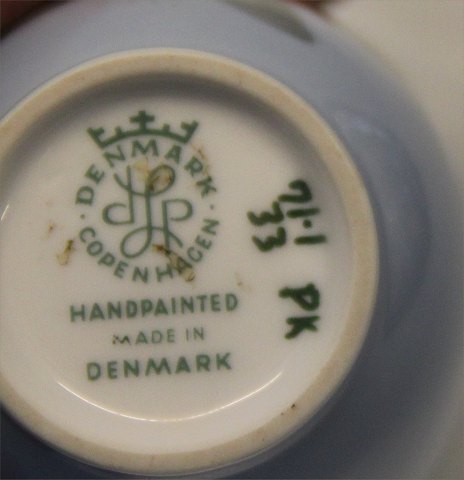 DENMARK
COPENHAGEN
HANDPAINTED
MADE IN
DENMARK
71-1
33
PK